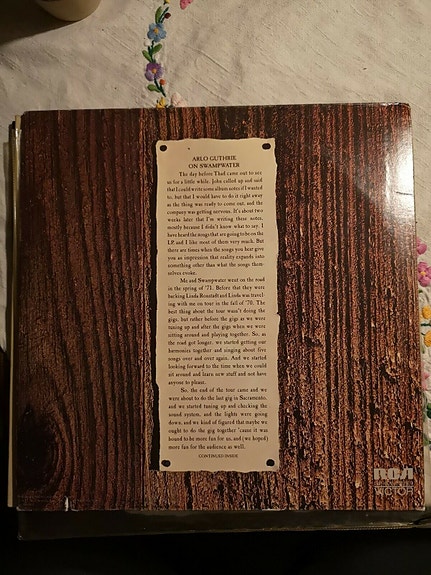 ARLO GUTHRIE
ON SWAMPWATER
The day before Thad came out to see
us for a little while, John called up and said
that I could write some album notes if I wanted
to, but that I would have to do it right away
as the thing was ready to come out, and the
company was getting nervous. It's about two
weeks later that I'm writing these notes,
mostly because I didn't know what to say. I
have heard the songs that are going to be on the
LP, and I like most of them very much. But
there are times when the songs you hear give
you an impression that reality expands into
something other than what the songs them-
selves evoke.
Me and Swampwater went on the road
in the spring of '71. Before that they were
backing Linda Ronstadt and Linda was travel-
ing with me on tour in the fall of '70. The
best thing about the tour wasn't doing the
gigs, but rather before the gigs as we were
tuning up and after the gigs when we were
sitting around and playing together. So, as
the road got longer, we started getting our
harmonics together and singing about five
songs over and over again. And we started
looking forward to the time when we could
sit around and learn new stuff and not have
anyone to please.
So, the end of the tour came and we
were about to do the last gig in Sacramento,
and we started tuning up and checking the
sound system, and the lights were going
down, and we kind of figured that maybe we
ought to do the gig together 'cause it was
bound to be more fun for us, and (we hoped)
more fun for the audience as well.
CONTINUED INSIDE
RCA
VICTOR